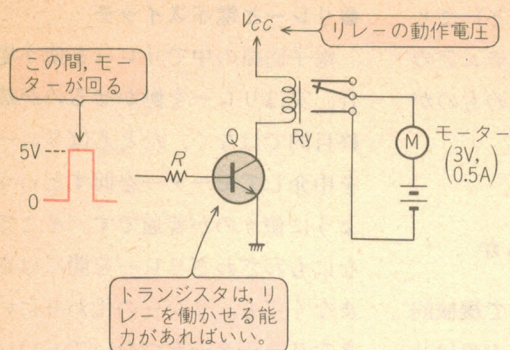 VCC
リレーの動作電圧
この間，モー
ターが回る
5V
0
R
Q
Ry
M
モーター
(3V,
0.5A)
トランジスタは，リ
レーを働かせる能
力があればいい。